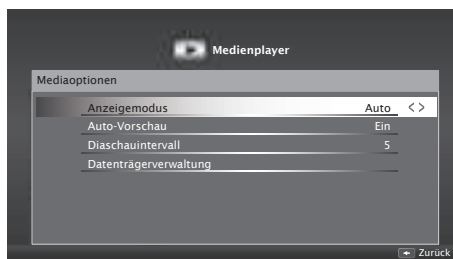 Medienplayer
Mediaoptionen
Anzeigemodus Auto <>
Auto-Vorschau Ein
Diaschauintervall 5
Datenträgerverwaltung
Zurück